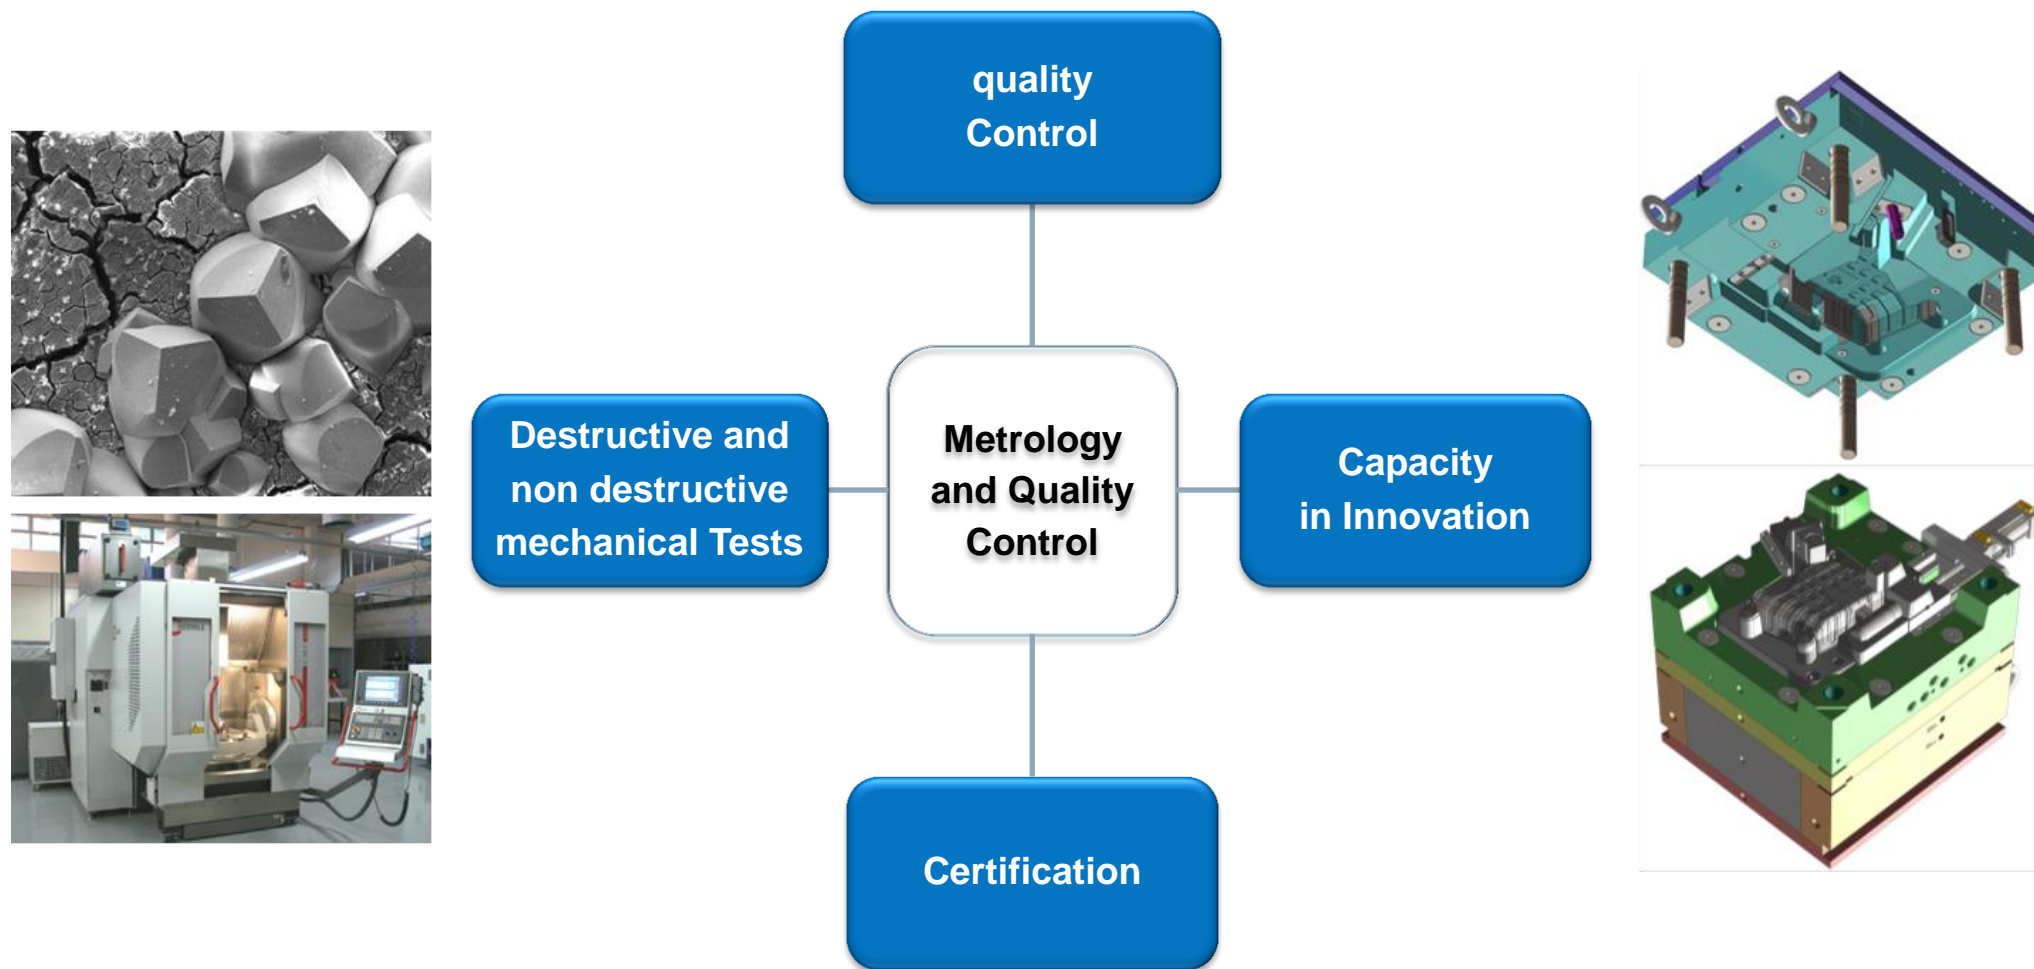 quality
Control
Destructive and
non destructive
mechanical Tests
Metrology
and Quality
Control
Capacity
in Innovation
Certification